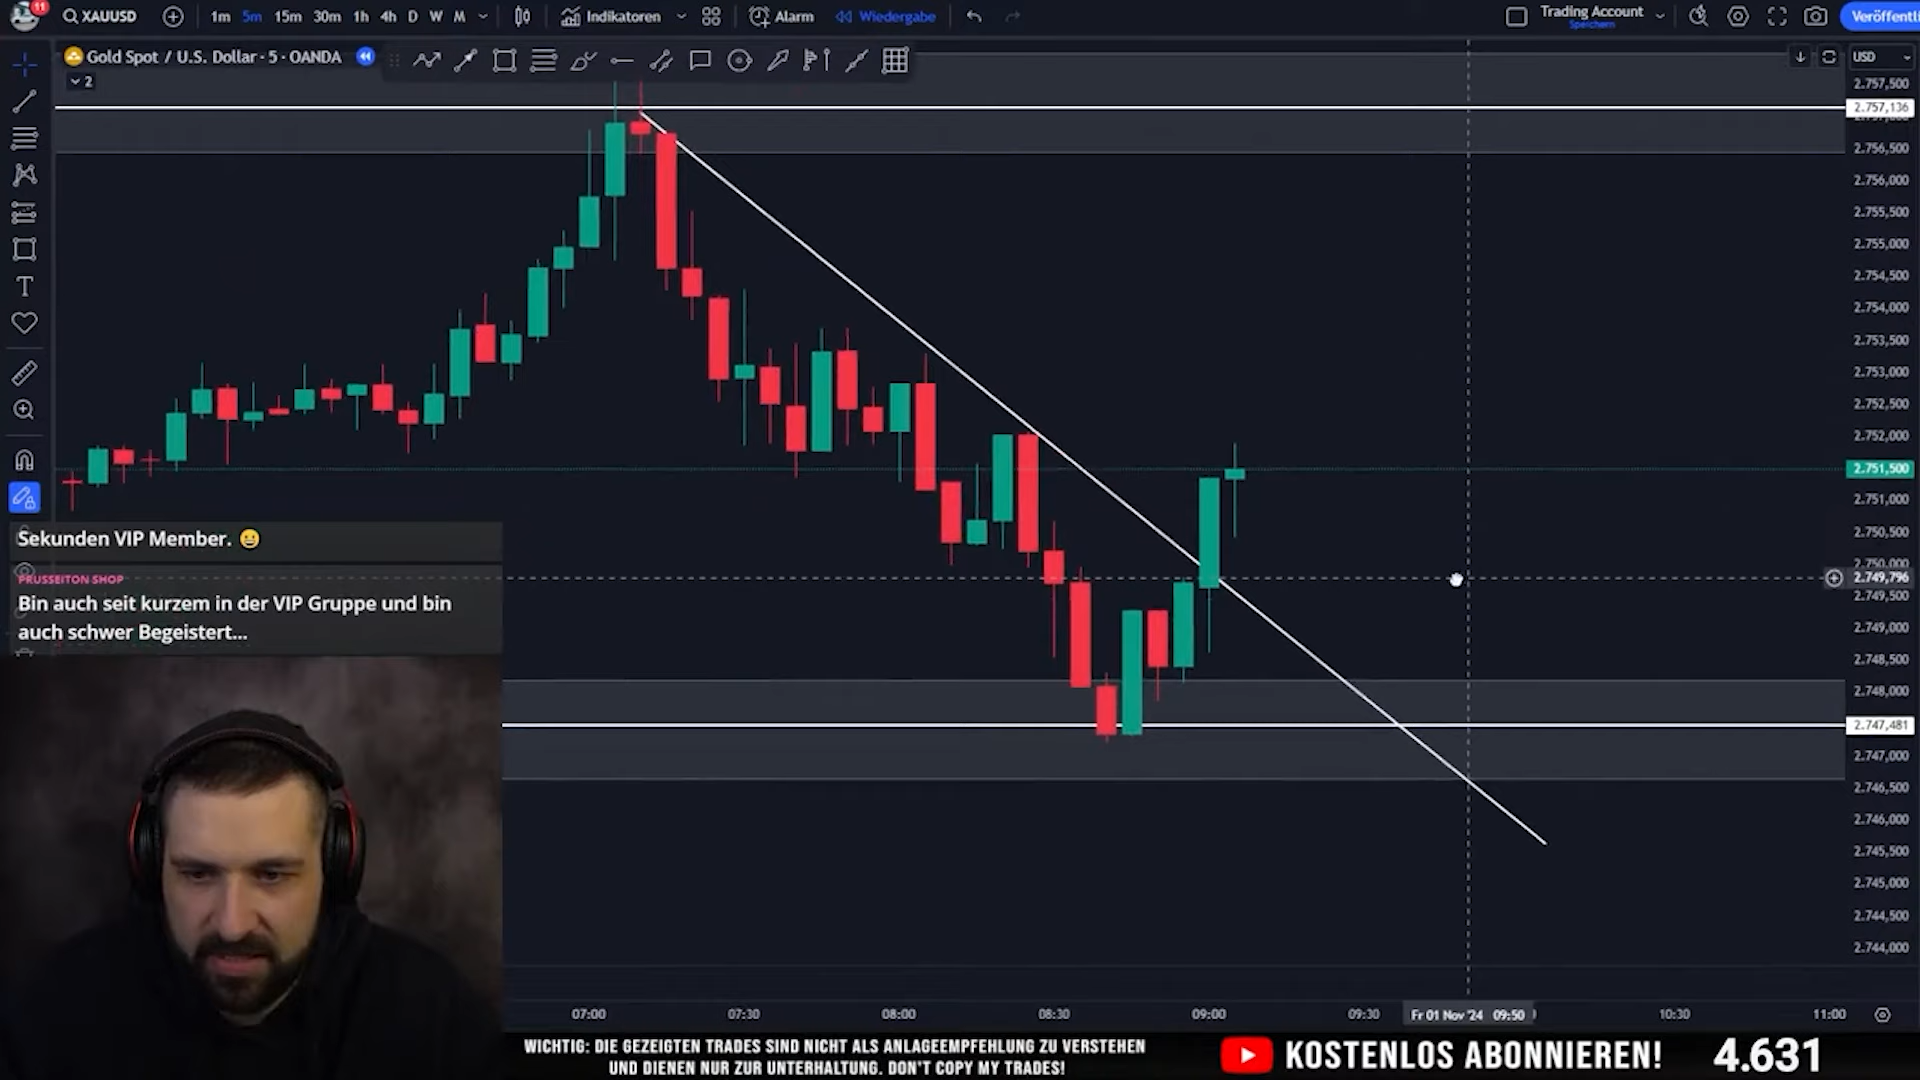 11
XAUUSD
1m 5m 15m 30m 1h 4h D W M
Indikatoren
Alarm
Wiedergabe
Trading Account
Speichern
Veröffentli
Gold Spot / U.S. Dollar · 5 · OANDA
2
USD
2.757,500
2.757,136
2.756,500
2.756,000
2.755,500
2.755,000
2.754,500
2.754,000
2.753,500
2.753,000
2.752,500
2.752,000
2.751,500
2.751,000
2.750,500
2.750,000
2.749,796
2.749,500
2.749,000
2.748,500
2.748,000
2.747,481
2.747,000
2.746,500
2.746,000
2.745,500
2.745,000
2.744,500
2.744,000
Sekunden VIP Member. 😀
PRUSSEITON SHOP
Bin auch seit kurzem in der VIP Gruppe und bin
auch schwer Begeistert...
07:00 07:30 08:00 08:30 09:00 09:30 Fr 01 Nov '24 09:50 10:30 11:00
WICHTIG: DIE GEZEIGTEN TRADES SIND NICHT ALS ANLAGEEMPFEHLUNG ZU VERSTEHEN
UND DIENEN NUR ZUR UNTERHALTUNG. DON'T COPY MY TRADES!
KOSTENLOS ABONNIEREN! 4.631